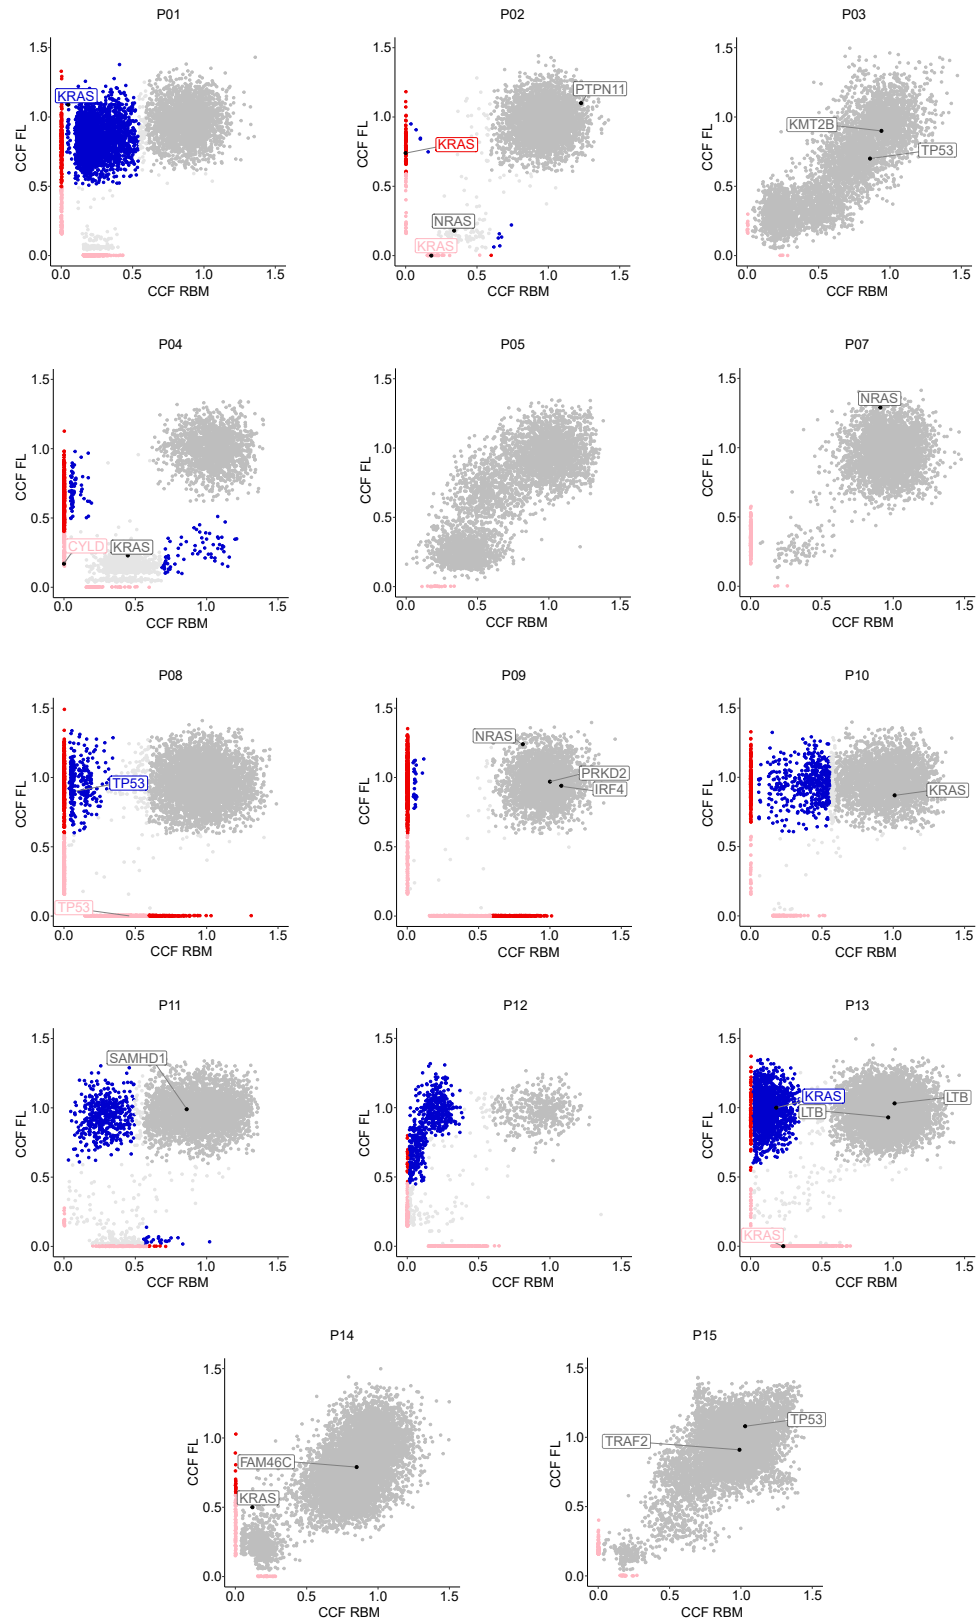 P01 P02 P03
1.5 1.5 1.5
KRAS PTPN11
1.0 1.0 1.0 KMT2B
CCF FL CCF FL KRAS CCF FL TP53
0.5 0.5 0.5
NRAS
KRAS
0.0 0.0 0.0
0.0 0.5 1.0 1.5 0.0 0.5 1.0 1.5 0.0 0.5 1.0 1.5
CCF RBM CCF RBM CCF RBM
P04 P05 P07
1.5 1.5 1.5
NRAS
1.0 1.0 1.0
CCF FL CCF FL CCF FL
0.5 0.5 0.5
CYLD KRAS
0.0 0.0 0.0
0.0 0.5 1.0 1.5 0.0 0.5 1.0 1.5 0.0 0.5 1.0 1.5
CCF RBM CCF RBM CCF RBM
P08 P09 P10
1.5 1.5 1.5
NRAS
TP53 PRKD2
1.0 1.0 IRF4 1.0 KRAS
CCF FL CCF FL CCF FL
0.5 0.5 0.5
TP53
0.0 0.0 0.0
0.0 0.5 1.0 1.5 0.0 0.5 1.0 1.5 0.0 0.5 1.0 1.5
CCF RBM CCF RBM CCF RBM
P11 P12 P13
1.5 1.5 1.5
SAMHD1
KRAS LTB
1.0 1.0 1.0 LTB
CCF FL CCF FL CCF FL
0.5 0.5 0.5
KRAS
0.0 0.0 0.0
0.0 0.5 1.0 1.5 0.0 0.5 1.0 1.5 0.0 0.5 1.0 1.5
CCF RBM CCF RBM CCF RBM
P14 P15
1.5 1.5
TP53
1.0 1.0 TRAF2
FAM46C
CCF FL CCF FL
KRAS
0.5 0.5
0.0 0.0
0.0 0.5 1.0 1.5 0.0 0.5 1.0 1.5
CCF RBM CCF RBM